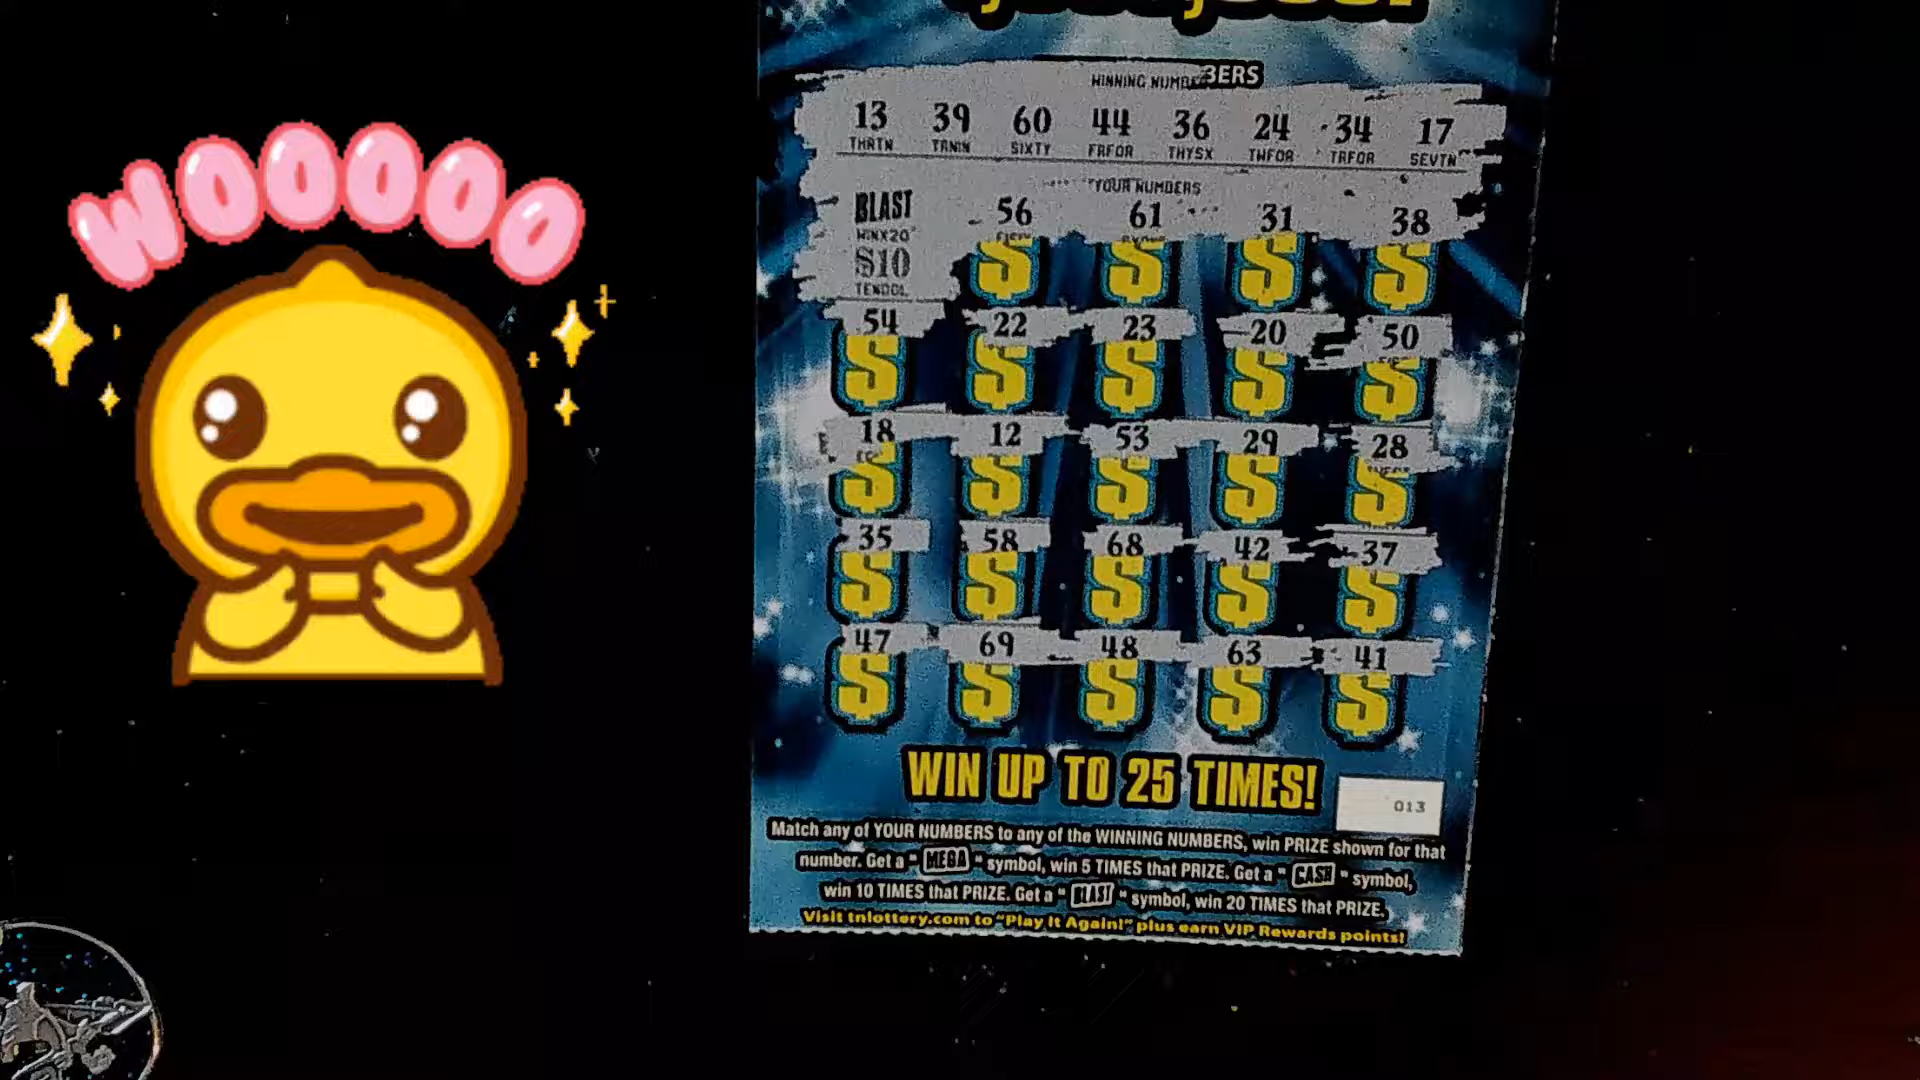 WOOOOO
WINNING NUMBERS
13 39 60 44 36 24 34 17
THRTN TRNIN SIXTY FRFOR THYSX TWFOR TRFOR SEVTN
YOUR NUMBERS
BLAST 56 61 31 38
WINX20
$10
TENDOL
54 22 23 20 50
18 12 53 29 28
35 58 68 42 37
47 69 48 63 41
WIN UP TO 25 TIMES!
013
Match any of YOUR NUMBERS to any of the WINNING NUMBERS, win PRIZE shown for that
number. Get a "MEGA" symbol, win 5 TIMES that PRIZE. Get a "CASH" symbol,
win 10 TIMES that PRIZE. Get a "BLAST" symbol, win 20 TIMES that PRIZE.
Visit tnlottery.com to "Play It Again!" plus earn VIP Rewards points!